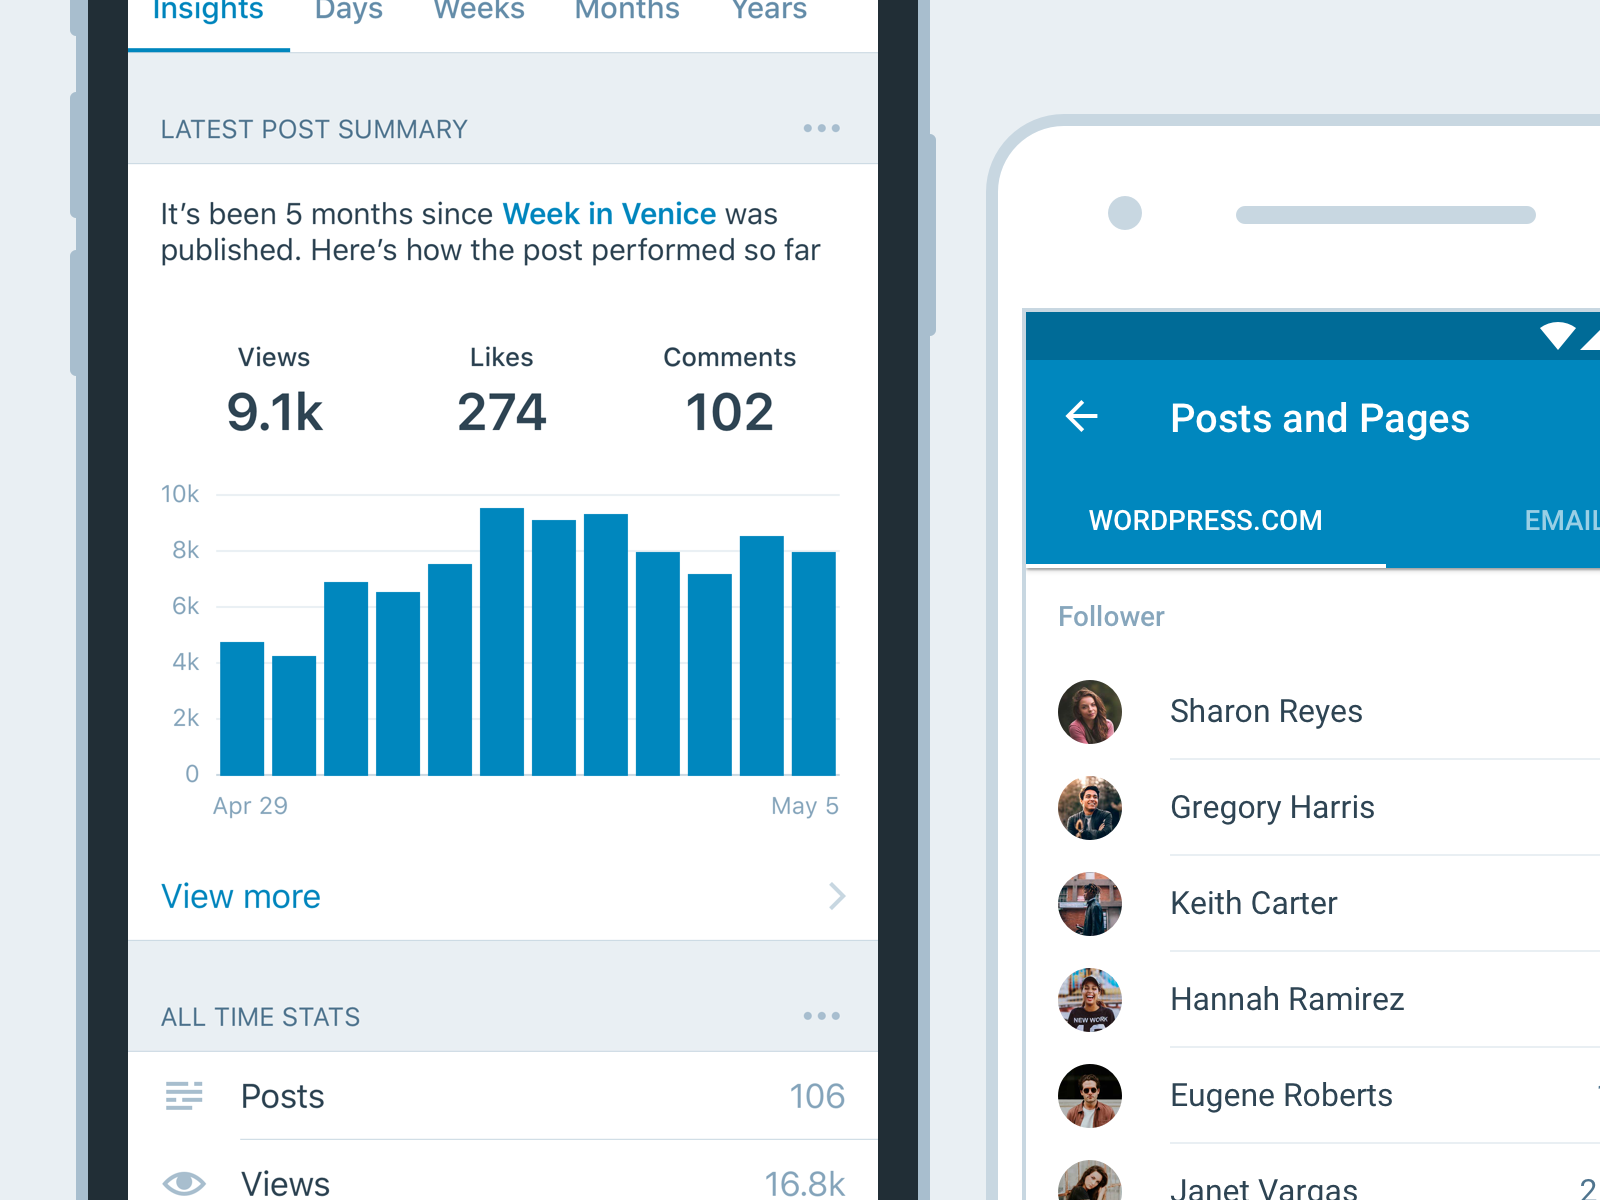 Insights Days Weeks Months Years
LATEST POST SUMMARY
It’s been 5 months since Week in Venice was
published. Here’s how the post performed so far
Views Likes Comments
9.1k 274 102
10k
8k
6k
4k
2k
0
Apr 29 May 5
View more
ALL TIME STATS
Posts 106
Views 16.8k
Posts and Pages
WORDPRESS.COM EMAIL
Follower
Sharon Reyes
Gregory Harris
Keith Carter
Hannah Ramirez
NEW WORK
Eugene Roberts
Janet Vargas 2